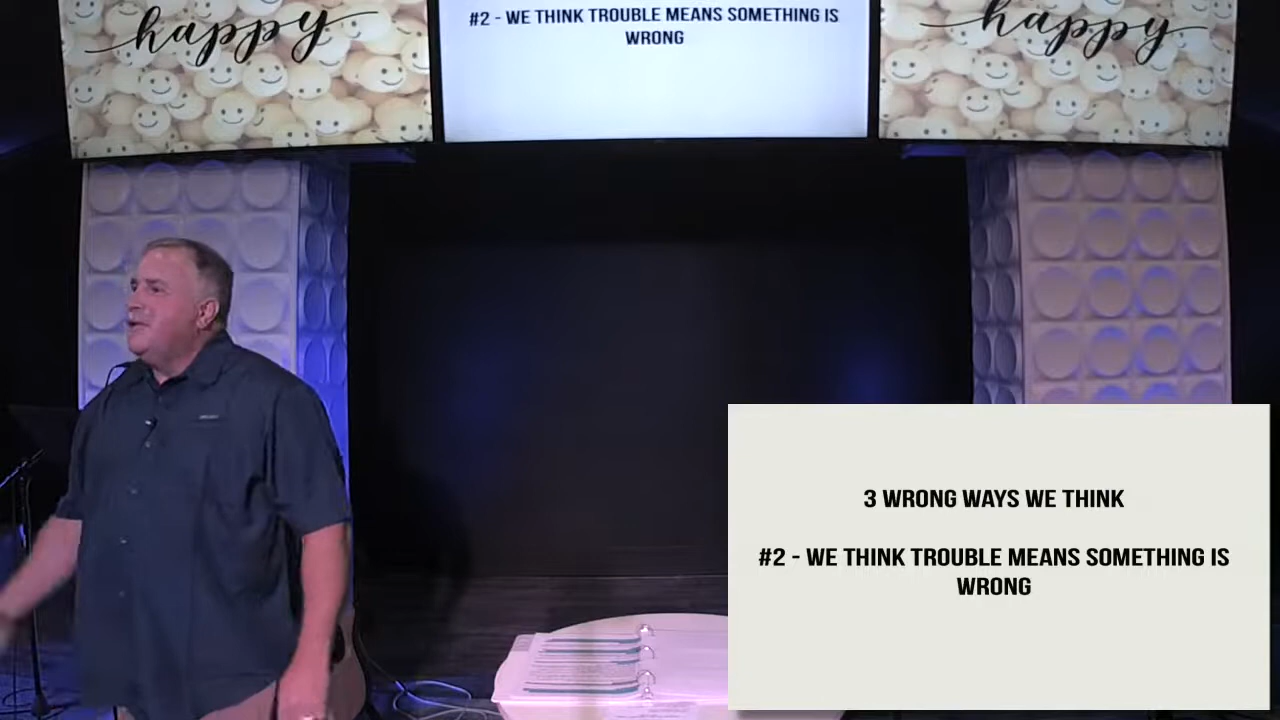 happy
#2 - WE THINK TROUBLE MEANS SOMETHING IS
WRONG
happy
3 WRONG WAYS WE THINK
#2 - WE THINK TROUBLE MEANS SOMETHING IS
WRONG